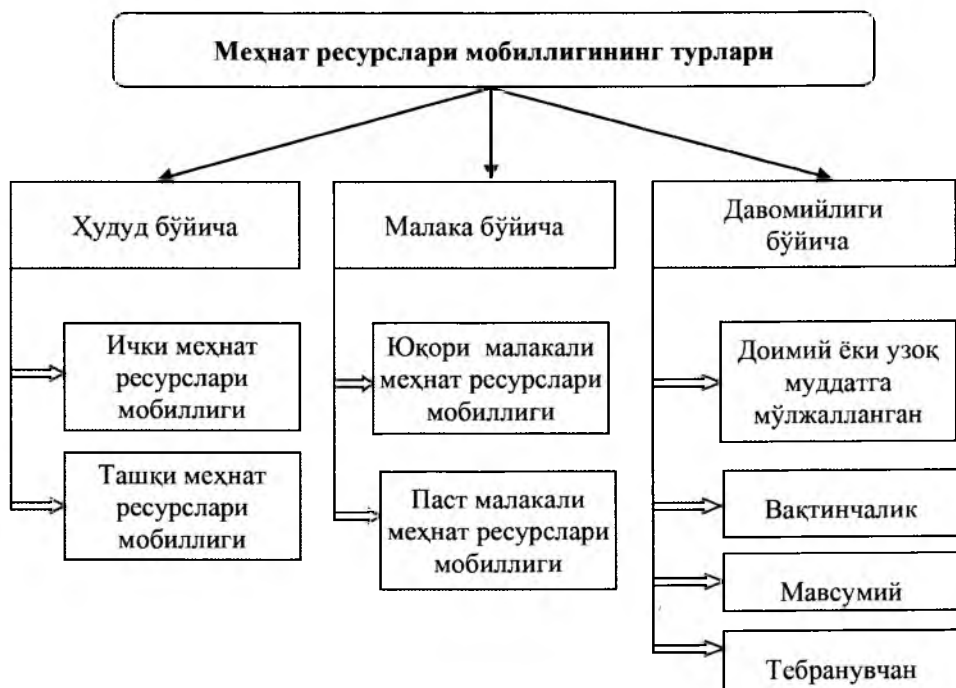 Меҳнат ресурслари мобиллигининг турлари
Ҳудуд бўйича
Ички меҳнат
ресурслари
мобиллиги
Ташқи меҳнат
ресурслари
мобиллиги
Малака бўйича
Юқори малакали
меҳнат ресурслари
мобиллиги
Паст малакали
меҳнат ресурслари
мобиллиги
Давомийлиги
бўйича
Доимий ёки узоқ
муддатга
мўлжалланган
Вақтинчалик
Мавсумий
Тебранувчан